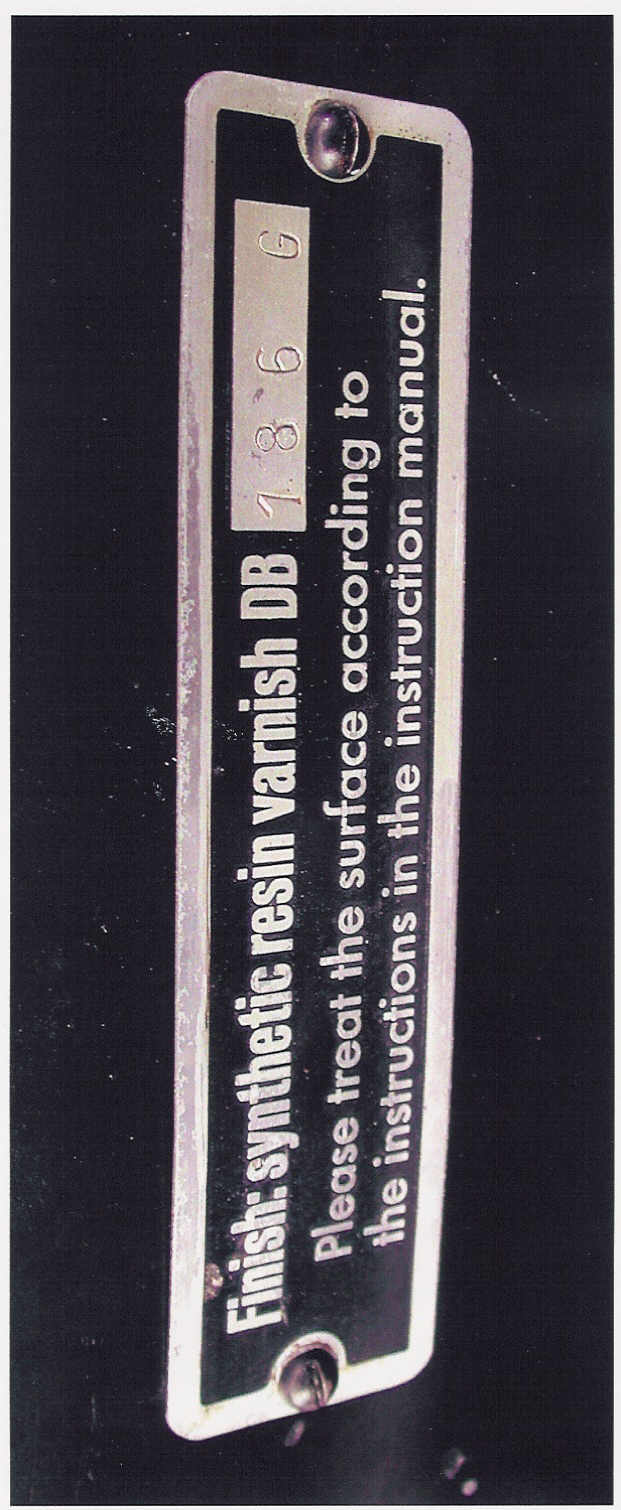 Finish: synthetic resin varnish DB 186 G
Please treat the surface according to
the instructions in the instruction manual.